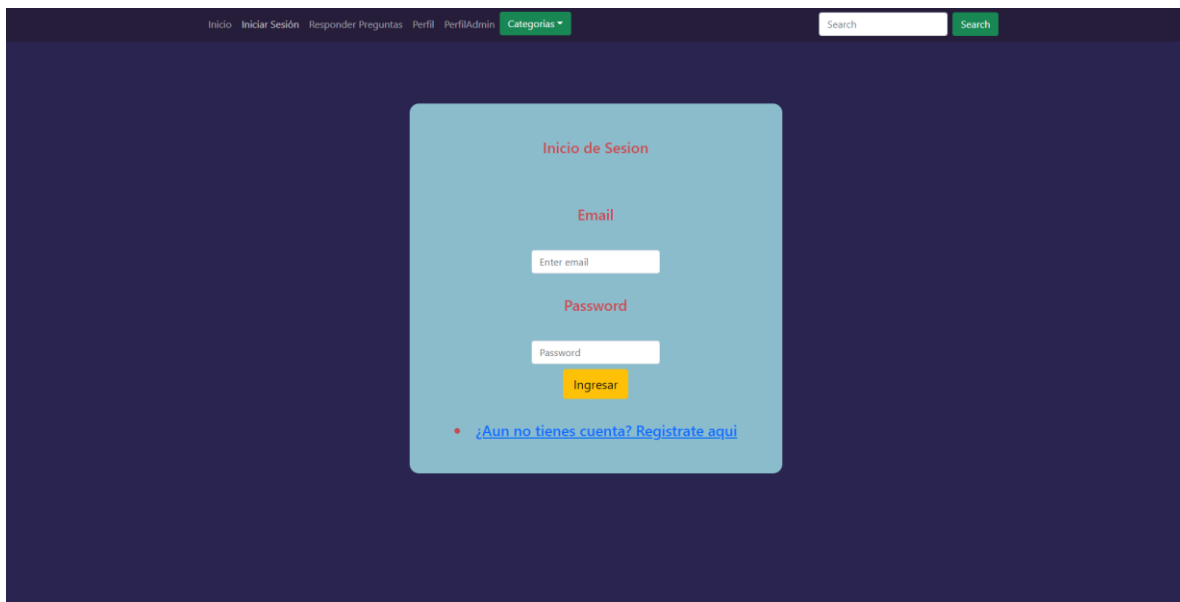 Inicio Iniciar Sesión Responder Preguntas Perfil PerfilAdmin Categorias Search Search
Inicio de Sesion
Email
Enter email
Password
Password
Ingresar
¿Aun no tienes cuenta? Registrate aqui